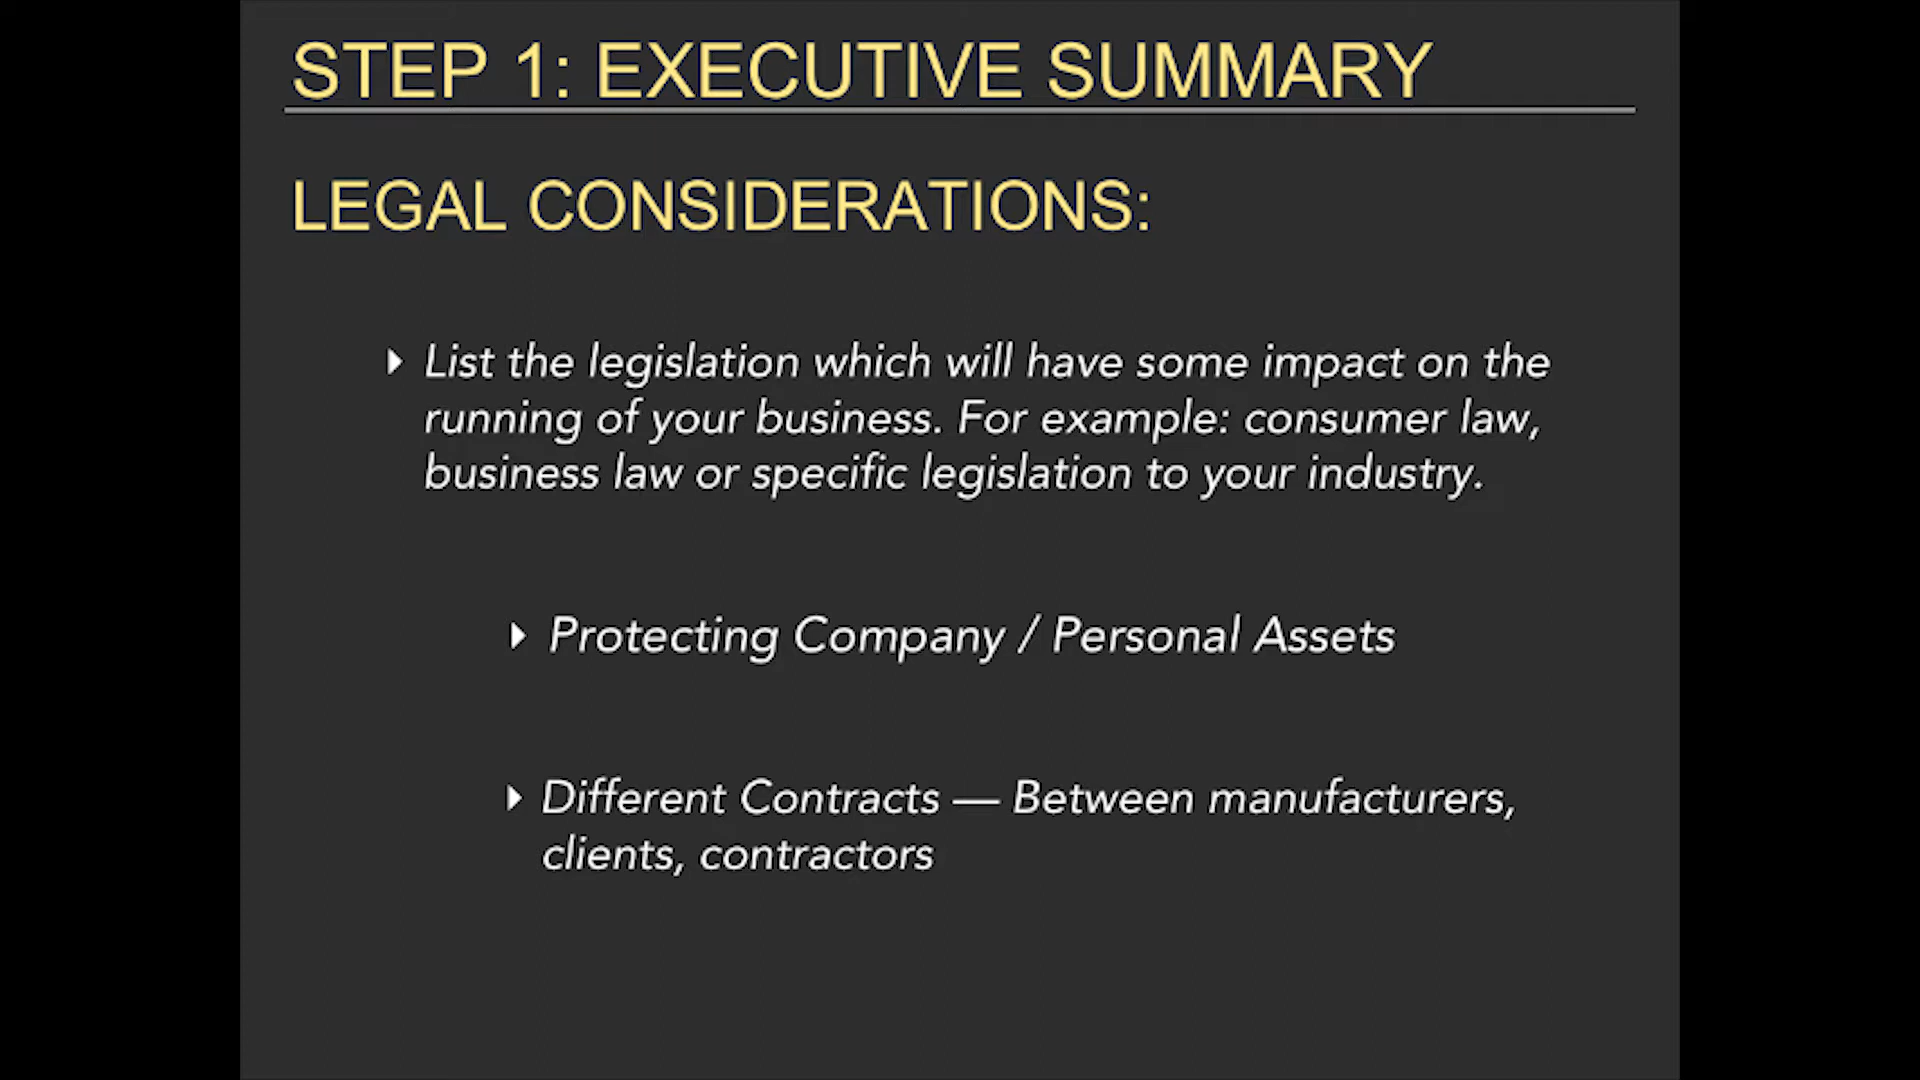 STEP 1: EXECUTIVE SUMMARY
LEGAL CONSIDERATIONS:
List the legislation which will have some impact on the
running of your business. For example: consumer law,
business law or specific legislation to your industry.
Protecting Company / Personal Assets
Different Contracts — Between manufacturers,
clients, contractors